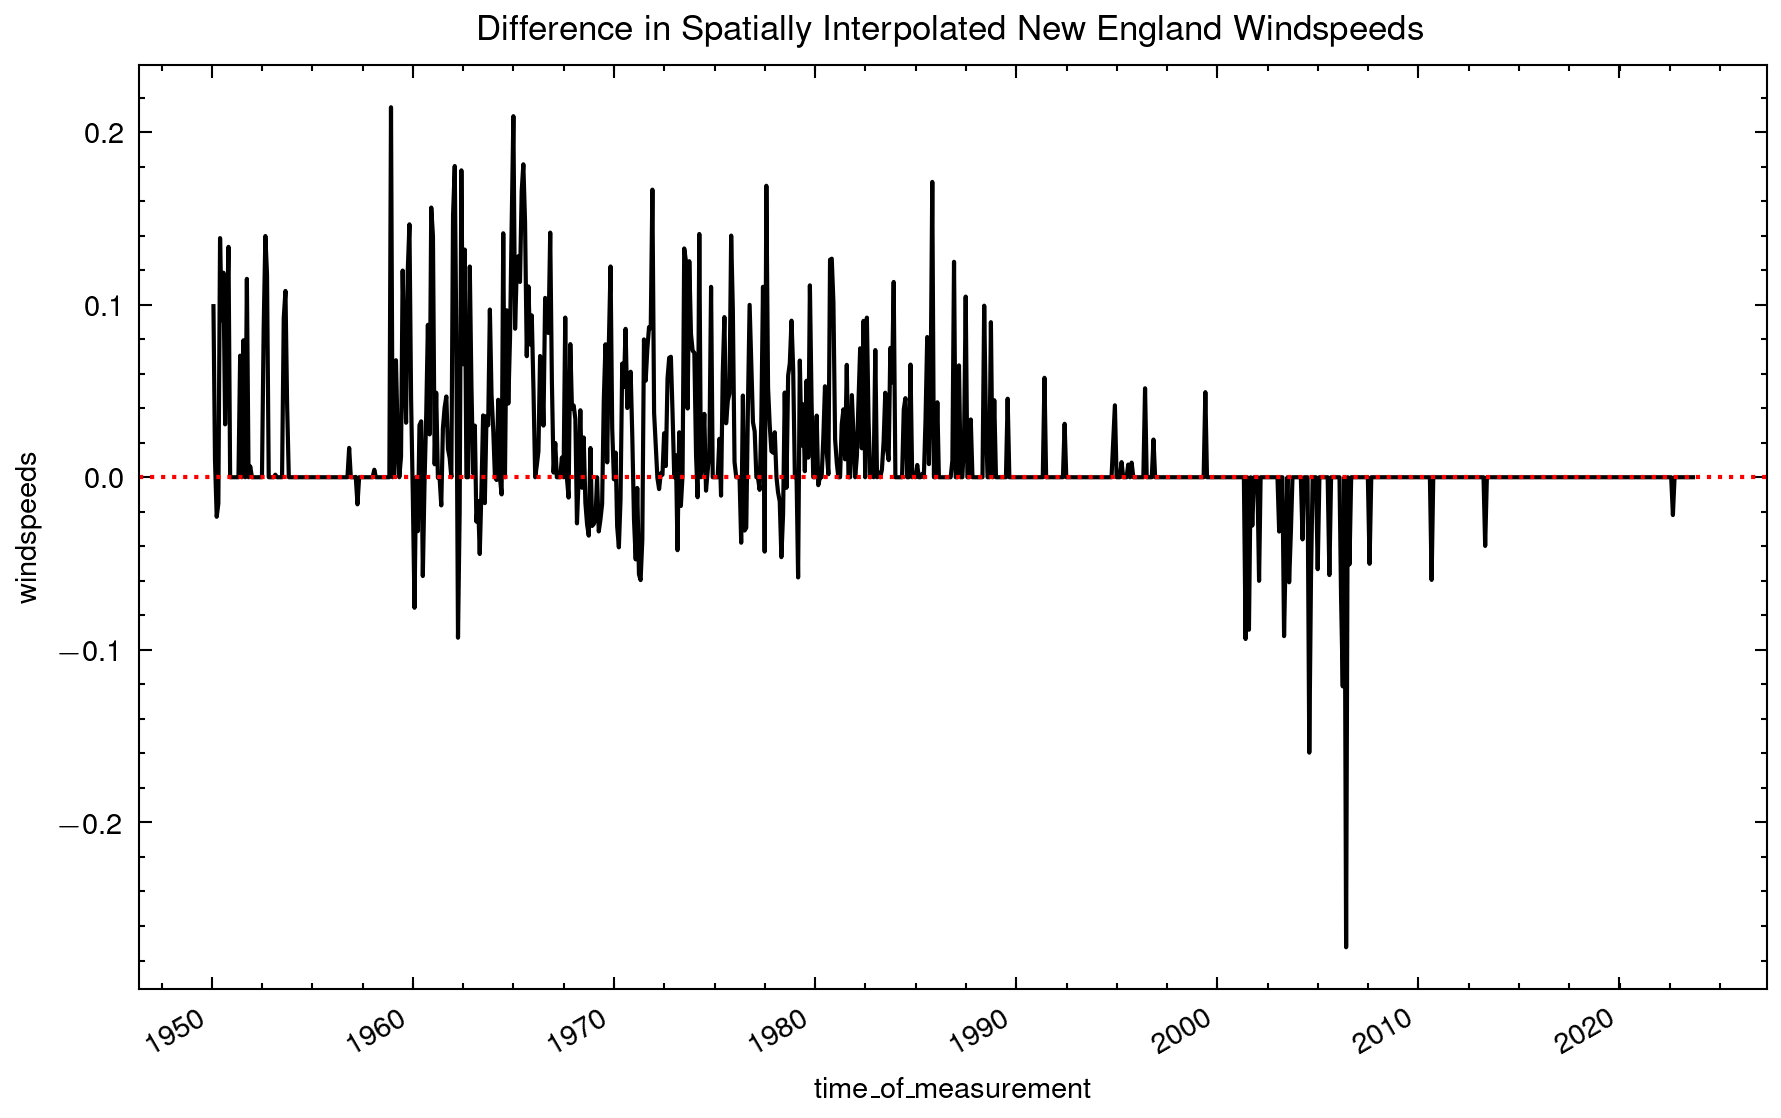 Difference in Spatially Interpolated New England Windspeeds
0.2
0.1
0.0
−0.1
−0.2
windspeeds
1950 1960 1970 1980 1990 2000 2010 2020
time_of_measurement